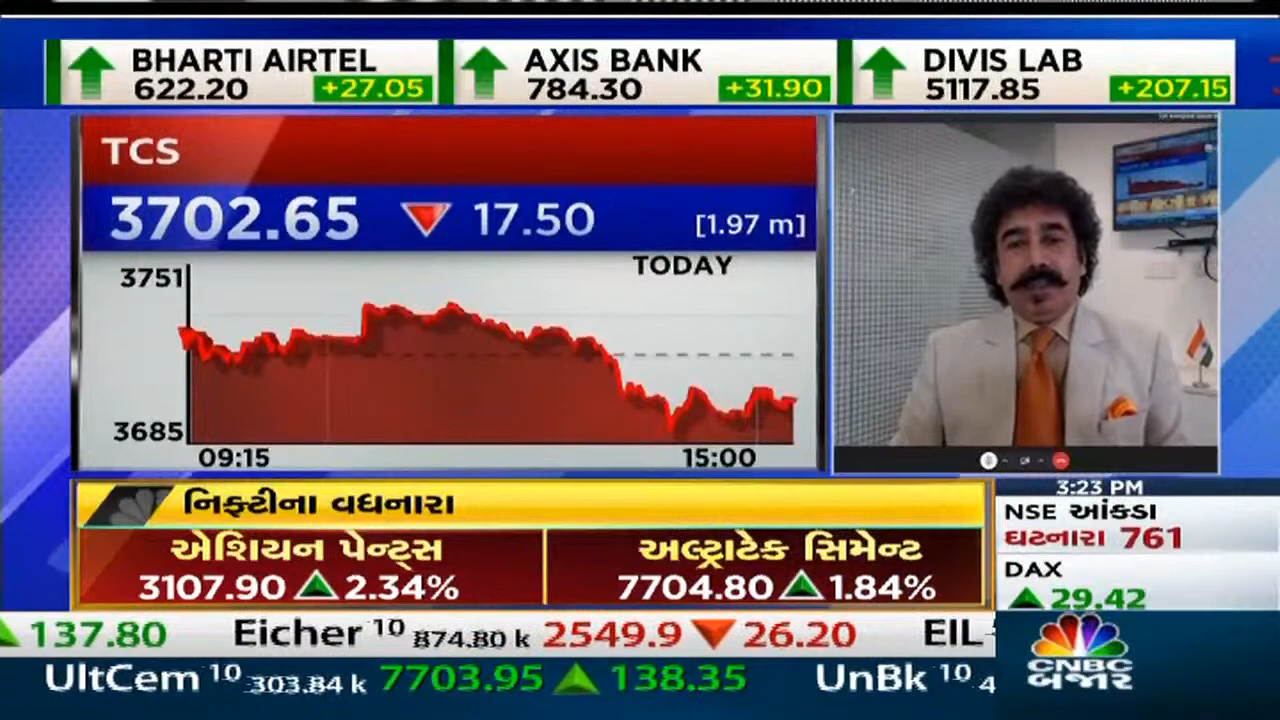 BHARTI AIRTEL
622.20 +27.05
AXIS BANK
784.30 +31.90
DIVIS LAB
5117.85 +207.15
TCS
3702.65 ▼ 17.50 [1.97 m]
TODAY
3751
3685
09:15 15:00
નિફ્ટીના વધનારા
એશિયન પેન્ટ્સ
3107.90 ▲ 2.34%
અલ્ટ્રાટેક સિમેન્ટ
7704.80 ▲ 1.84%
3:23 PM
NSE આંકડા
ઘટનારા 761
DAX
▲ 29.42
▲ 137.80 Eicher 10 874.80 k 2549.9 ▼ 26.20 EIL
UltCem 10 303.84 k 7703.95 ▲ 138.35 UnBk 10 4
CNBC
બજાર